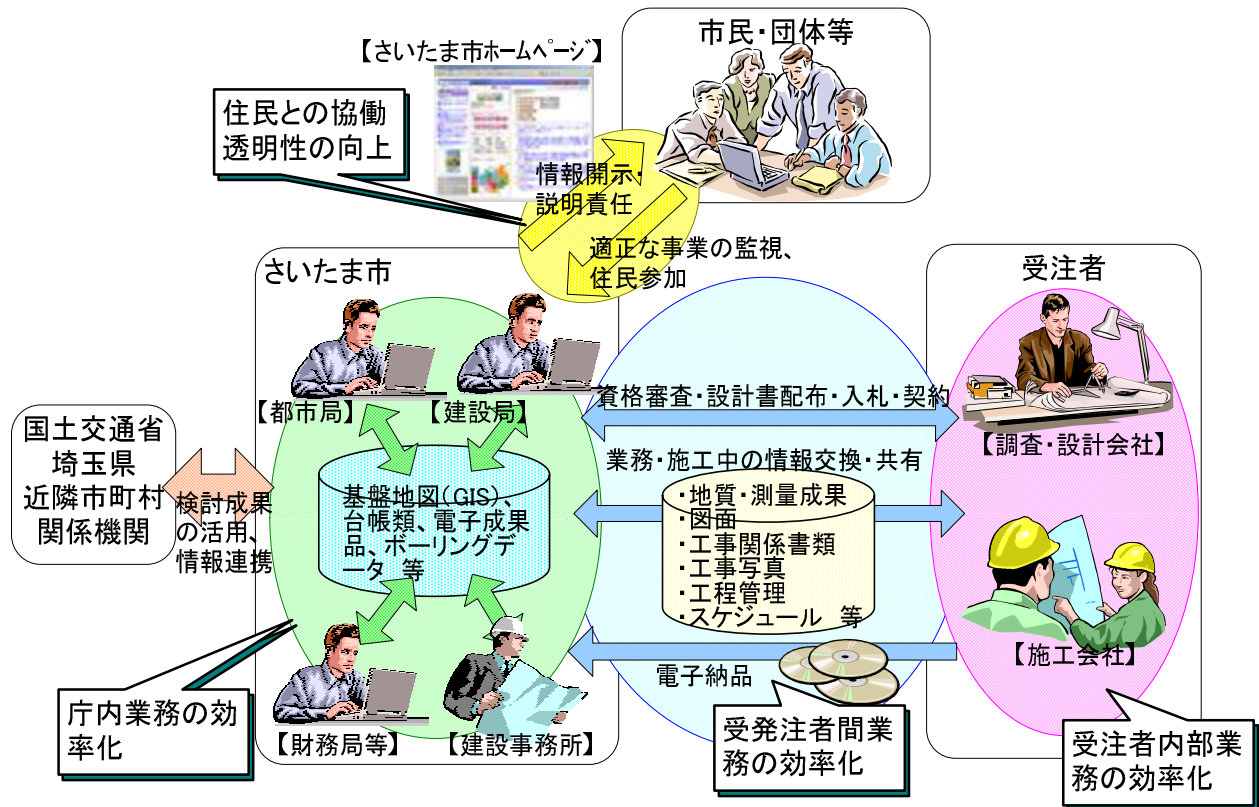 市民・団体等
【さいたま市ホームページ】
住民との協働
透明性の向上
情報開示・
説明責任
適正な事業の監視、
住民参加
さいたま市
受注者
【都市局】
【建設局】
資格審査・設計書配布・入札・契約
【調査・設計会社】
国土交通省
埼玉県
近隣市町村
関係機関
検討成果
の活用、
情報連携
基盤地図(GIS)、
台帳類、電子成果
品、ボーリングデ
ータ 等
業務・施工中の情報交換・共有
・地質・測量成果
・図面
・工事関係書類
・工事写真
・工程管理
・スケジュール 等
【施工会社】
電子納品
【財務局等】
【建設事務所】
庁内業務の効
率化
受発注者間業
務の効率化
受注者内部業
務の効率化